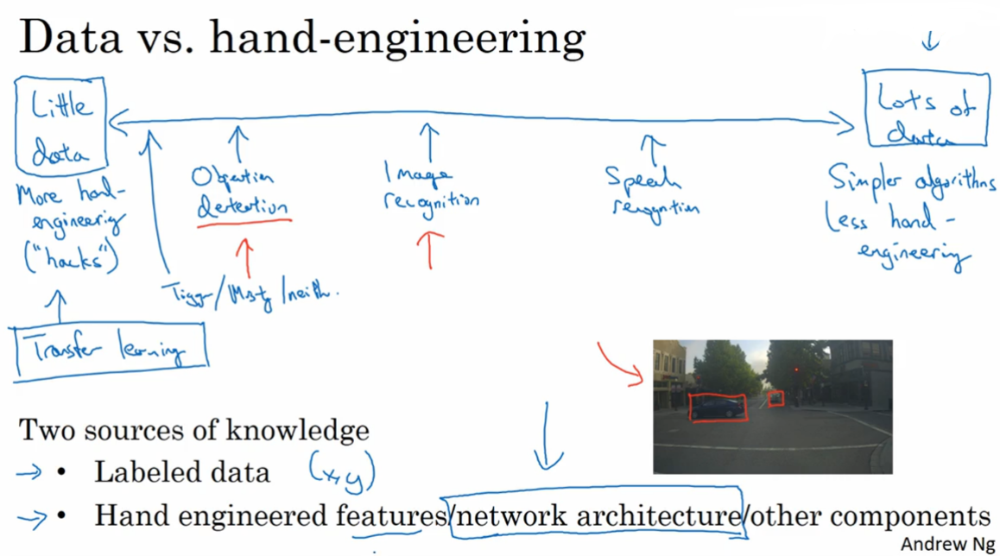 Data vs. hand-engineering
Little
data
Lots of
data
More hand-
engineering
("hacks")
Objection
detection
Image
recognition
Speech
recognition
Simpler algorithms
Less hand-
engineering
Tigger/Misty/neith.
Transfer learning
Two sources of knowledge
→ • Labeled data (x,y)
→ • Hand engineered features/network architecture/other components
Andrew Ng